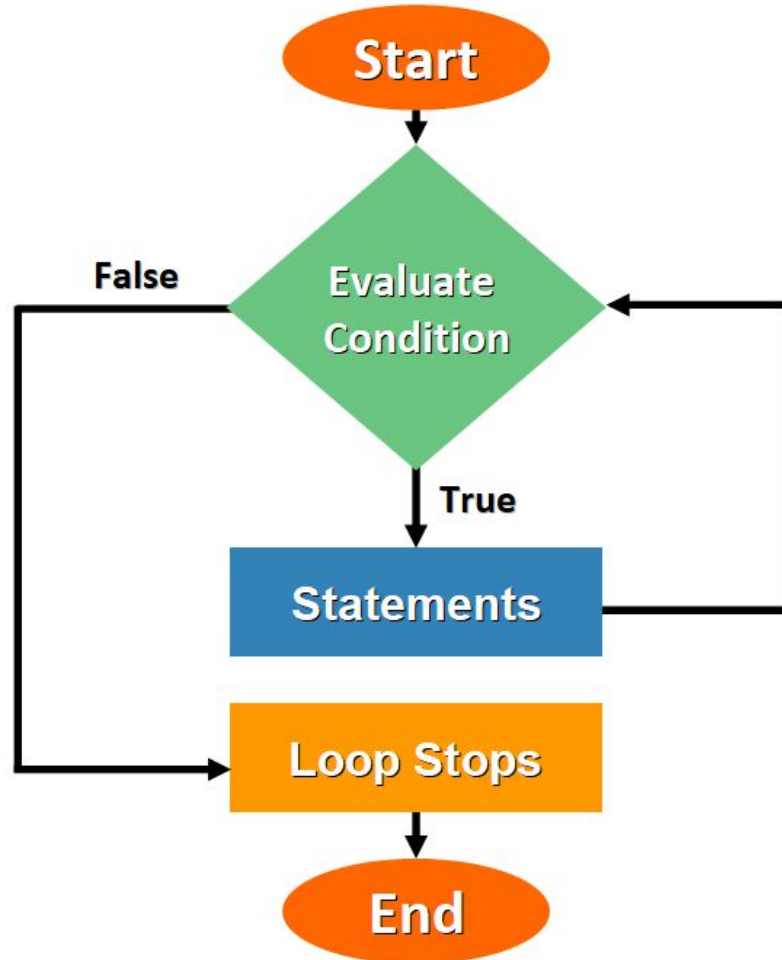 Start
False
Evaluate
Condition
True
Statements
Loop Stops
End